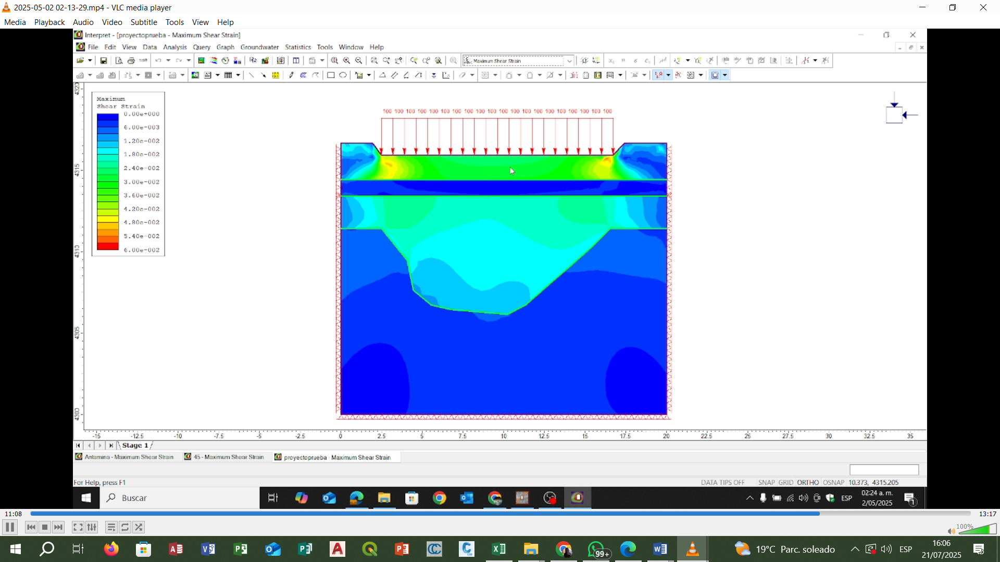 2025-05-02 02-13-29.mp4 - VLC media player
Media Playback Audio Video Subtitle Tools View Help
Interpret - [proyectoprueba - Maximum Shear Strain]
File Edit View Data Analysis Query Graph Groundwater Statistics Tools Window Help
Maximum Shear Strain
Maximum
Shear Strain
0.00e+000
6.00e-003
1.20e-002
1.80e-002
2.40e-002
3.00e-002
3.60e-002
4.20e-002
4.80e-002
5.40e-002
6.00e-002
100 100 100 100 100 100 100 100 100 100 100 100 100 100 100 100 100 100 100 100
4320
4315
4310
4305
4300
-15 -12.5 -10 -7.5 -5 -2.5 0 2.5 5 7.5 10 12.5 15 17.5 20 22.5 25 27.5 30 32.5 35
Stage 1
Antamina - Maximum Shear Strain 45 - Maximum Shear Strain proyectoprueba - Maximum Shear Strain
For Help, press F1
DATA TIPS OFF SNAP GRID ORTHO OSNAP 10.373, 4315.205
Buscar
ESP
02:24 a. m.
2/05/2025
1
11:08
13:17
100%
99+
19°C Parc. soleado
ESP
16:06
21/07/2025